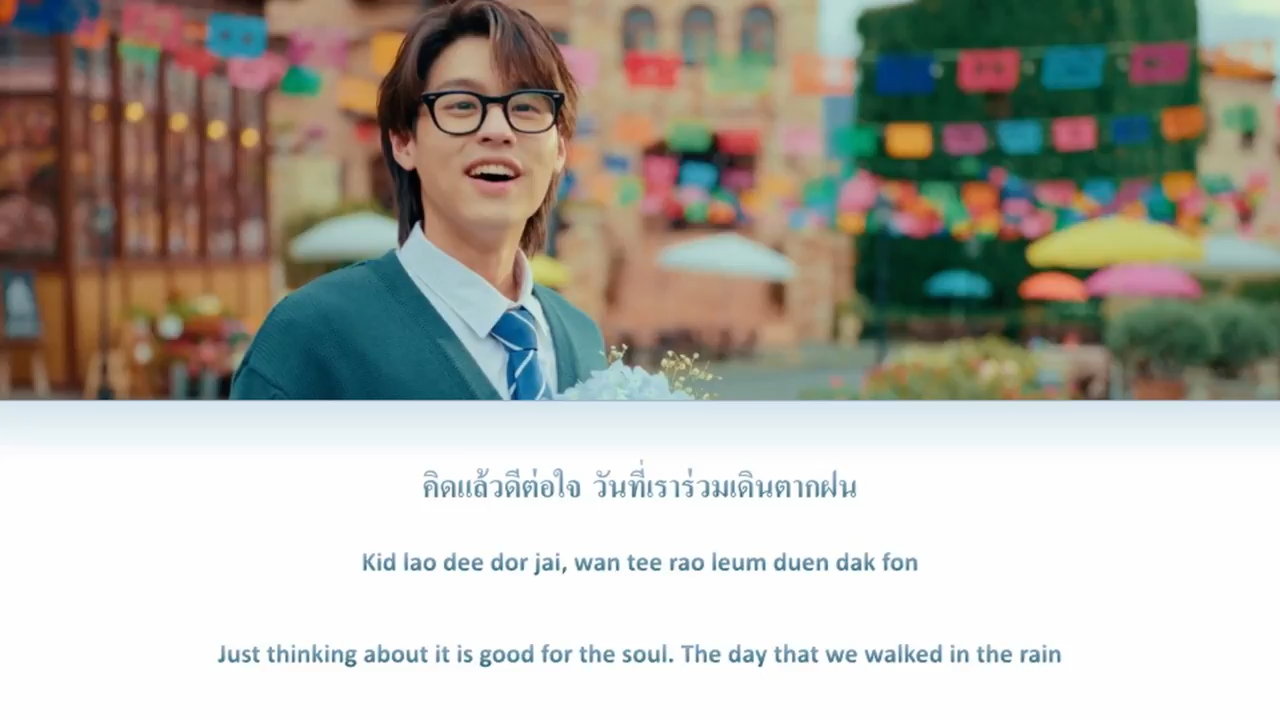 คิดแล้วดีต่อใจ วันที่เราร่วมเดินตากฝน
Kid lao dee dor jai, wan tee rao leum duen dak fon
Just thinking about it is good for the soul. The day that we walked in the rain